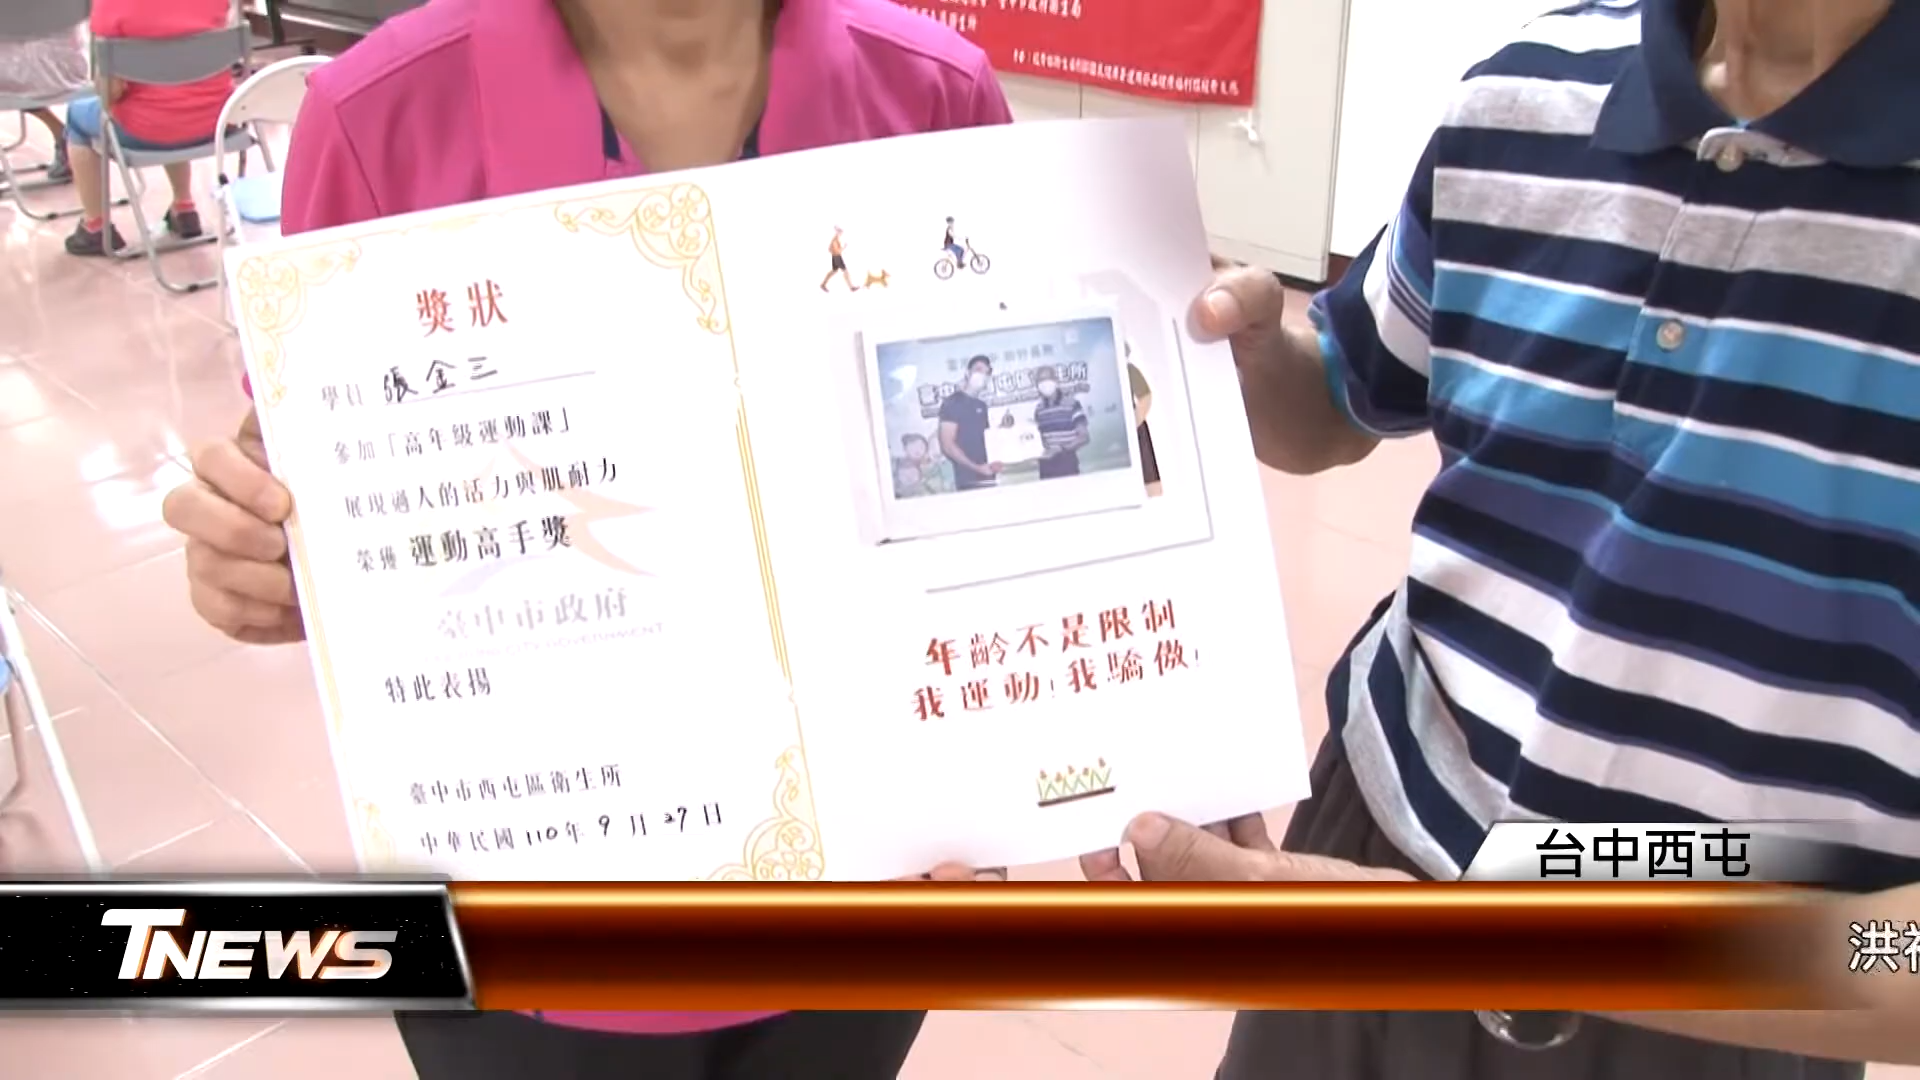 獎狀
學員 張金三
參加「高年級運動課」
展現過人的活力與肌耐力
榮獲 運動高手獎
臺中市政府
特此表揚
臺中市西屯區衛生所
中華民國 110 年 9 月 27 日
年齡不是限制
我運動!我驕傲!
台中西屯
TNEWS
洪